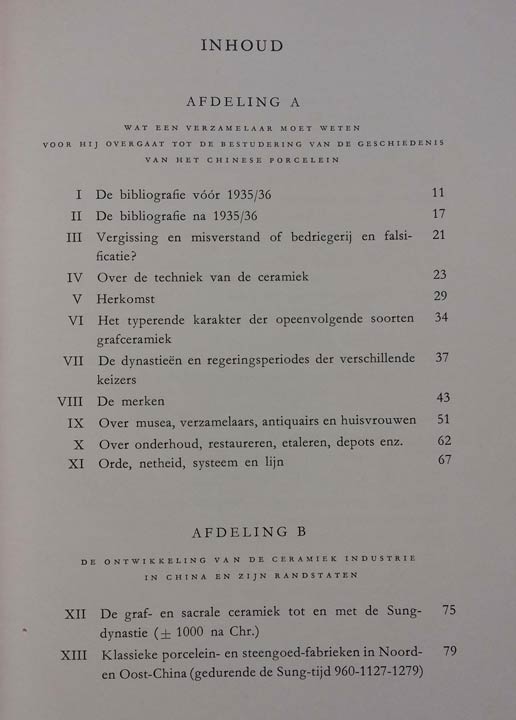 INHOUD
AFDELING A
WAT EEN VERZAMELAAR MOET WETEN
VOOR HIJ OVERGAAT TOT DE BESTUDERING VAN DE GESCHIEDENIS
VAN HET CHINESE PORCELEIN
I De bibliografie vóór 1935/36 11
II De bibliografie na 1935/36 17
III Vergissing en misverstand of bedriegerij en falsi- 21
ficatie?
IV Over de techniek van de ceramiek 23
V Herkomst 29
VI Het typerende karakter der opeenvolgende soorten 34
grafceramiek
VII De dynastieën en regeringsperiodes der verschillende 37
keizers
VIII De merken 43
IX Over musea, verzamelaars, antiquairs en huisvrouwen 51
X Over onderhoud, restaureren, etaleren, depots enz. 62
XI Orde, netheid, systeem en lijn 67
AFDELING B
DE ONTWIKKELING VAN DE CERAMIEK INDUSTRIE
IN CHINA EN ZIJN RANDSTATEN
XII De graf- en sacrale ceramiek tot en met de Sung- 75
dynastie (± 1000 na Chr.)
XIII Klassieke porcelein- en steengoed-fabrieken in Noord- 79
en Oost-China (gedurende de Sung-tijd 960-1127-1279)